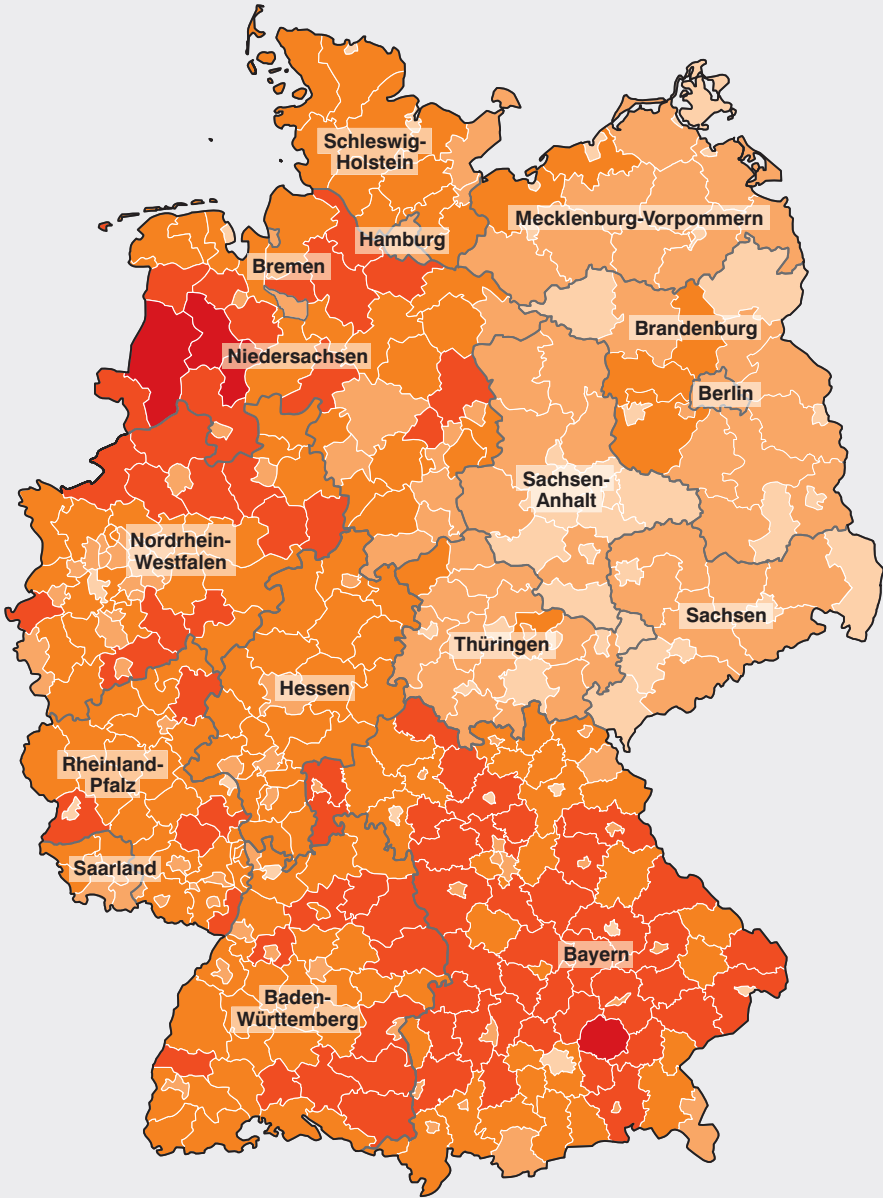 Schleswig-
Holstein
Mecklenburg-Vorpommern
Hamburg
Bremen
Brandenburg
Niedersachsen
Berlin
Sachsen-
Anhalt
Nordrhein-
Westfalen
Sachsen
Thüringen
Hessen
Rheinland-
Pfalz
Saarland
Bayern
Baden-
Württemberg